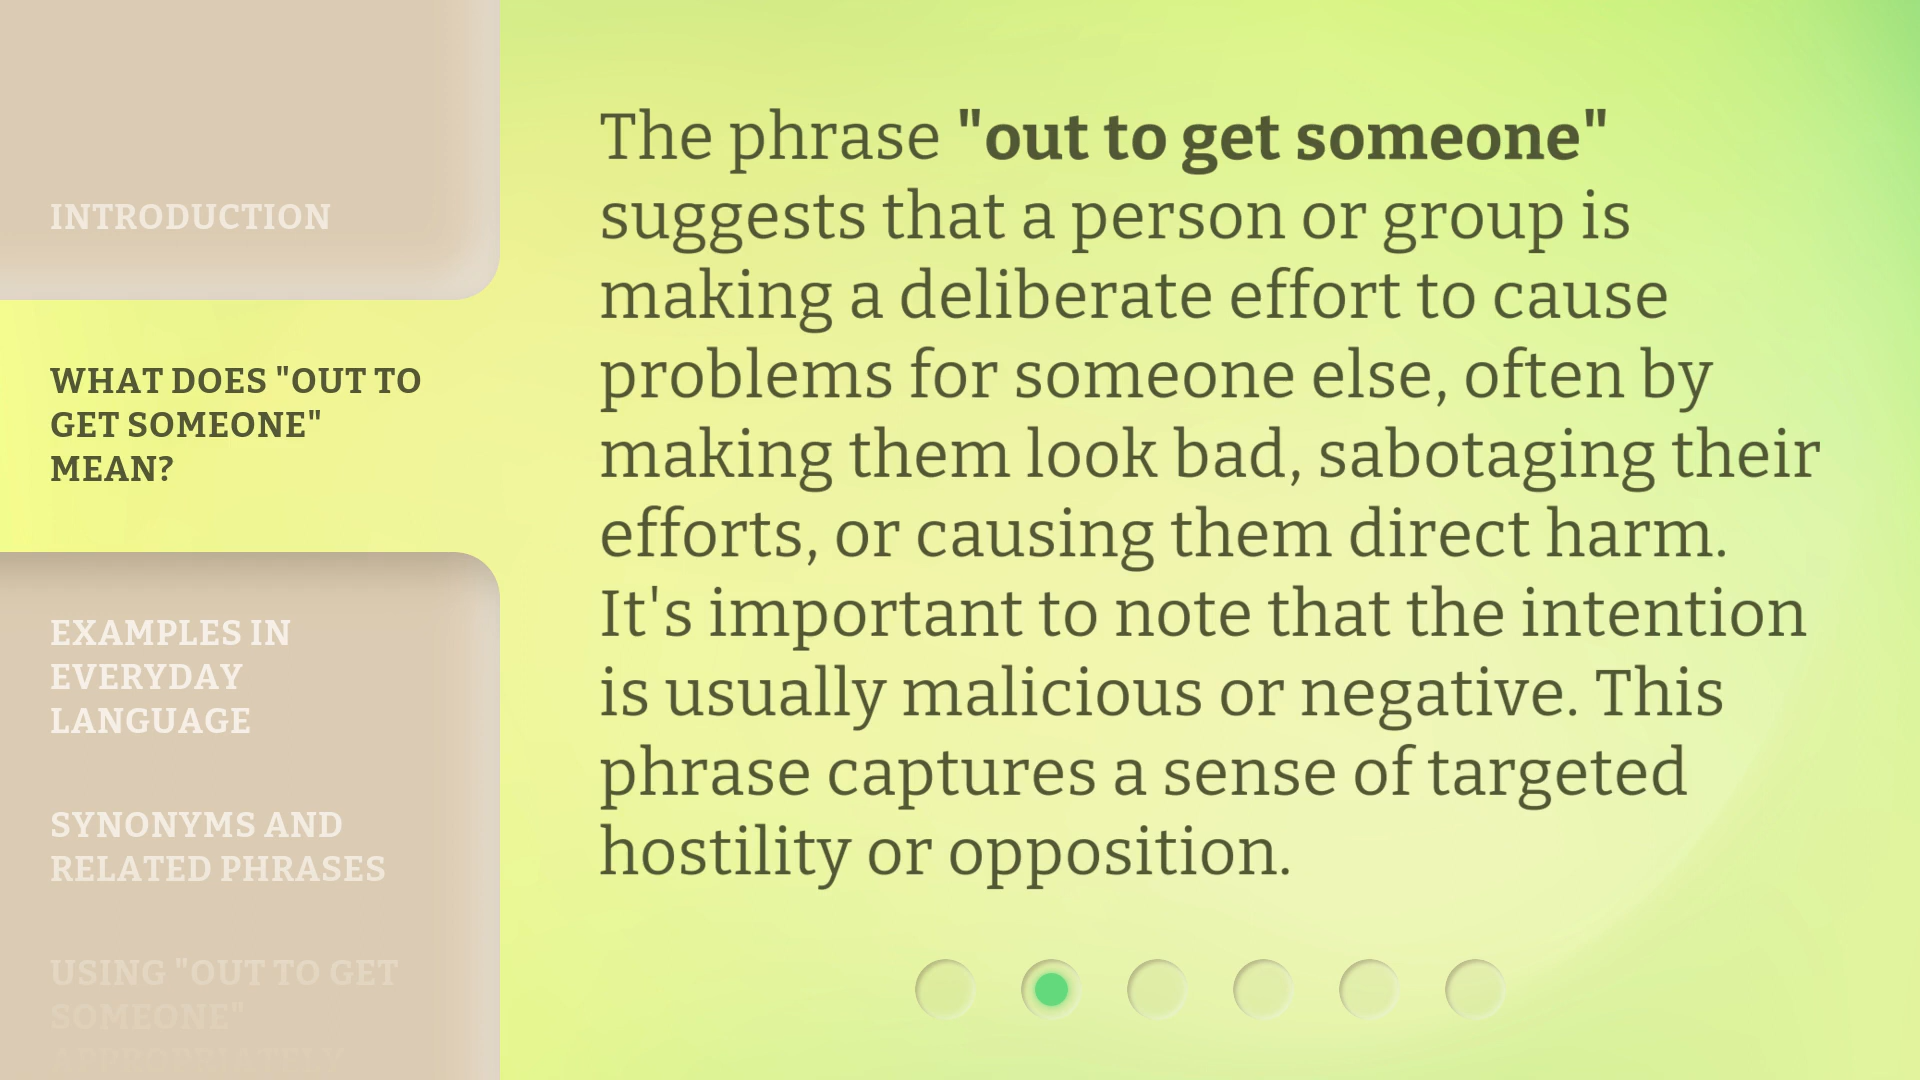 INTRODUCTION
WHAT DOES "OUT TO
GET SOMEONE"
MEAN?
EXAMPLES IN
EVERYDAY
LANGUAGE
SYNONYMS AND
RELATED PHRASES
USING "OUT TO GET
SOMEONE"
APPROPRIATELY
The phrase "out to get someone"
suggests that a person or group is
making a deliberate effort to cause
problems for someone else, often by
making them look bad, sabotaging their
efforts, or causing them direct harm.
It's important to note that the intention
is usually malicious or negative. This
phrase captures a sense of targeted
hostility or opposition.